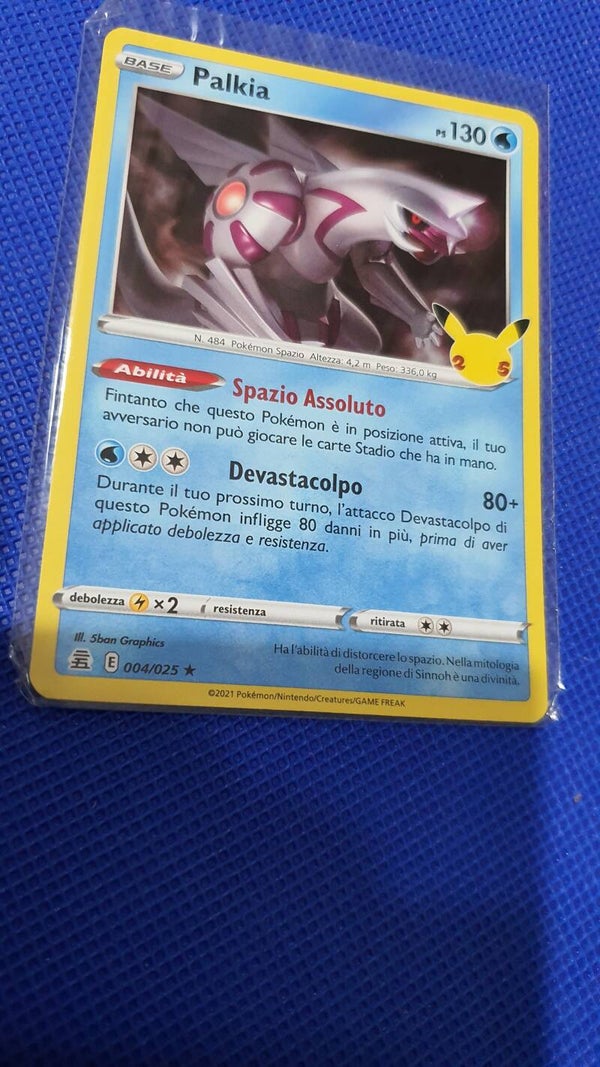 BASE Palkia PS 130
N. 484 Pokémon Spazio Altezza: 4,2 m Peso: 336,0 kg
25
Abilità Spazio Assoluto
Fintanto che questo Pokémon è in posizione attiva, il tuo
avversario non può giocare le carte Stadio che ha in mano.
Devastacolpo 80+
Durante il tuo prossimo turno, l'attacco Devastacolpo di
questo Pokémon infligge 80 danni in più, prima di aver
applicato debolezza e resistenza.
debolezza ×2 resistenza ritirata
Ill. 5ban Graphics
E 004/025 ★
Ha l'abilità di distorcere lo spazio. Nella mitologia
della regione di Sinnoh è una divinità.
©2021 Pokémon/Nintendo/Creatures/GAME FREAK